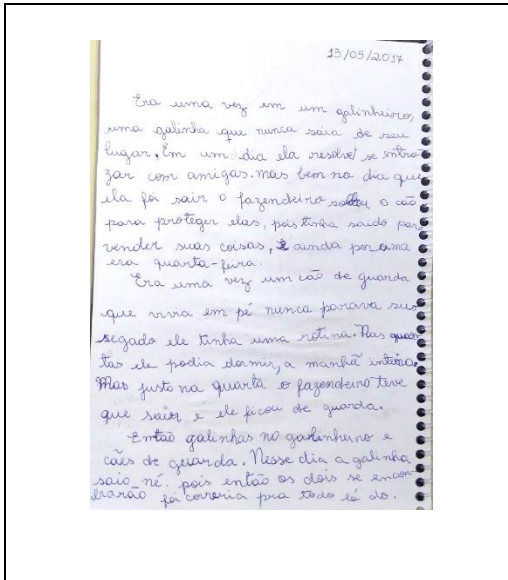 13/05/2017
Era uma vez em um galinheiro,
uma galinha que nunca saia de seu
lugar, Em um dia ela resolvel se entro
zar com amigas. mas bem no dia que
ela foi sair o fazendeiro soltou o cão
para proteger elas, pois tinha saido par
vender suas coisas, E ainda por cima
era quarta-feira.
Era uma vez um cão de guarda
que vivia em pé nunca parava sus
segado ele tinha uma rotina. Nas quar
tas ele podia dormir, a manhã inteira.
Mas justo na quarta o fazendeiro teve
que sair e ele ficou de guarda.
Então galinhas no galinheiro e
cães de guarda. Nesse dia a galinha
saio né. pois então os dois se encon
trarão foi correria pra todo lá do.